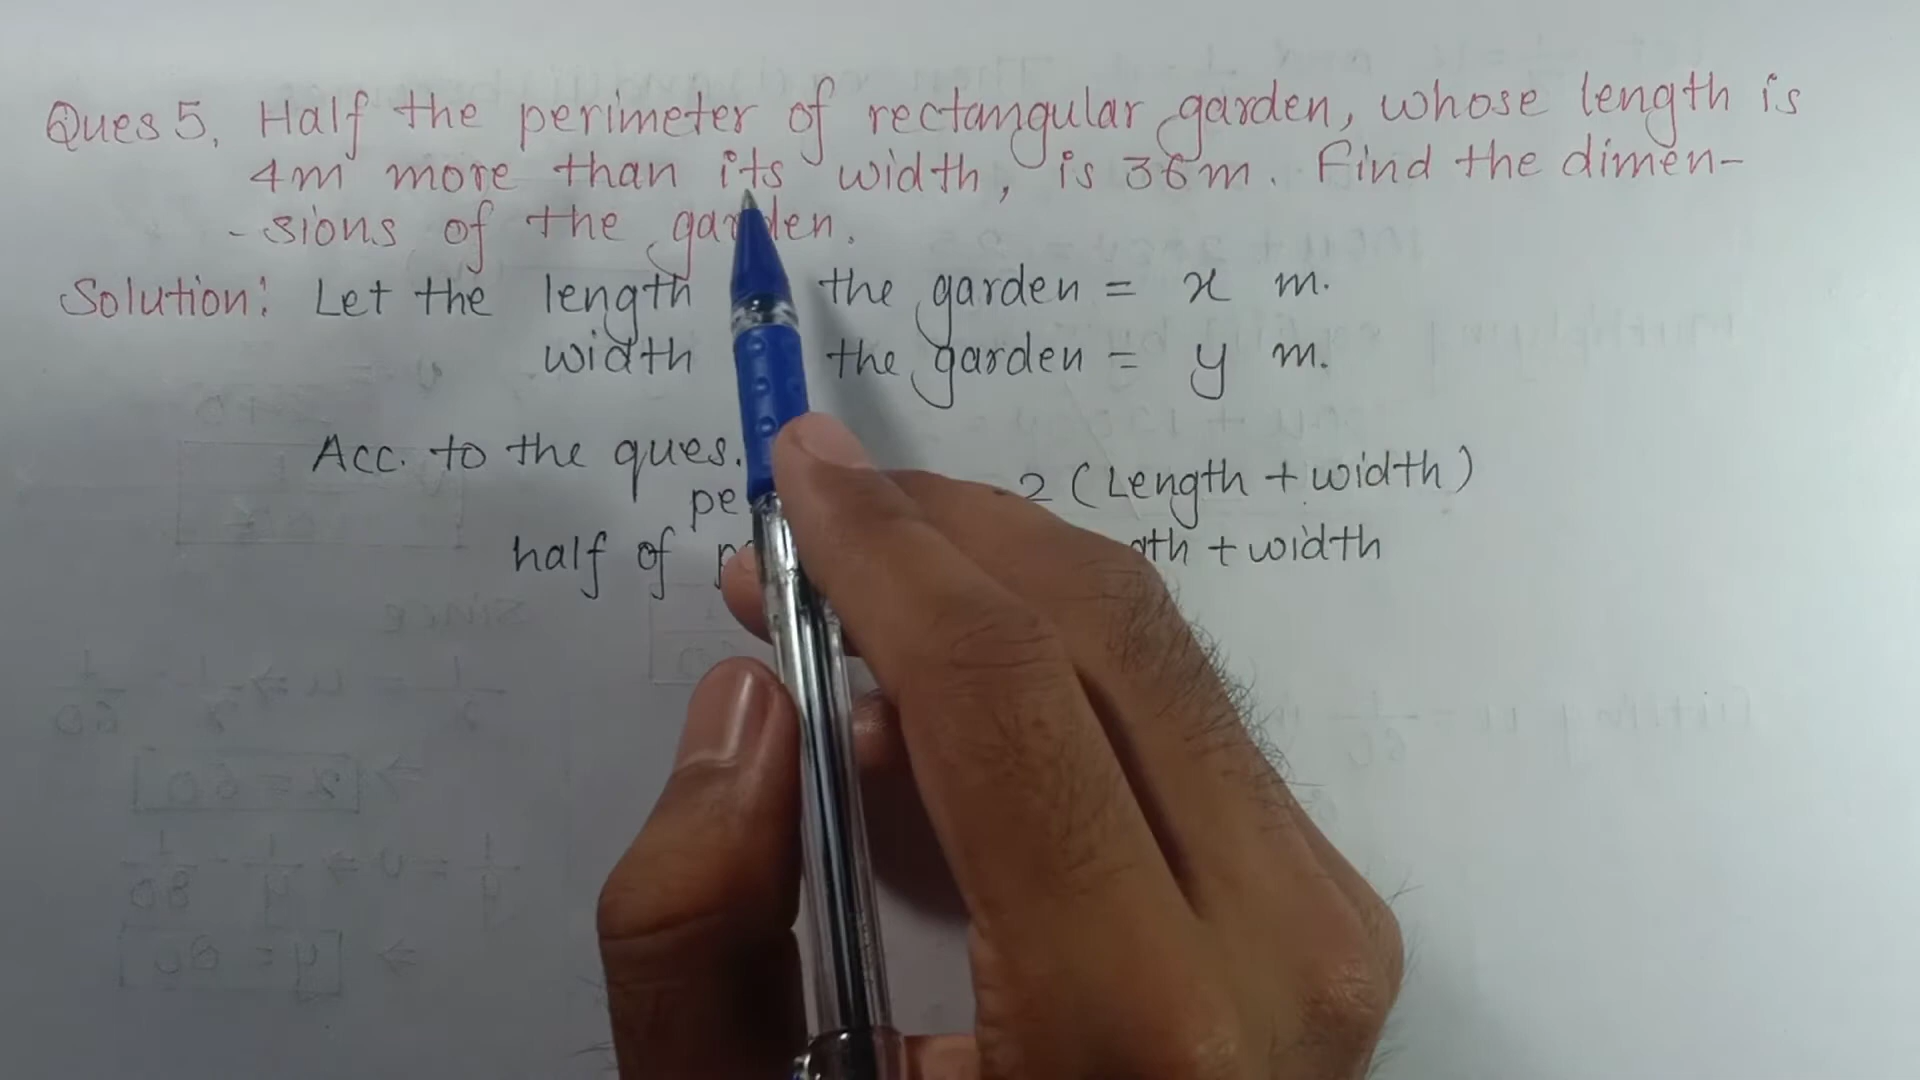 Ques 5. Half the perimeter of rectangular garden, whose length is
4m more than its width, is 36m. Find the dimen-
-sions of the garden.
Solution: Let the length the garden = x m.
width the garden = y m.
Acc. to the ques.
2 (Length + width)
half of + width